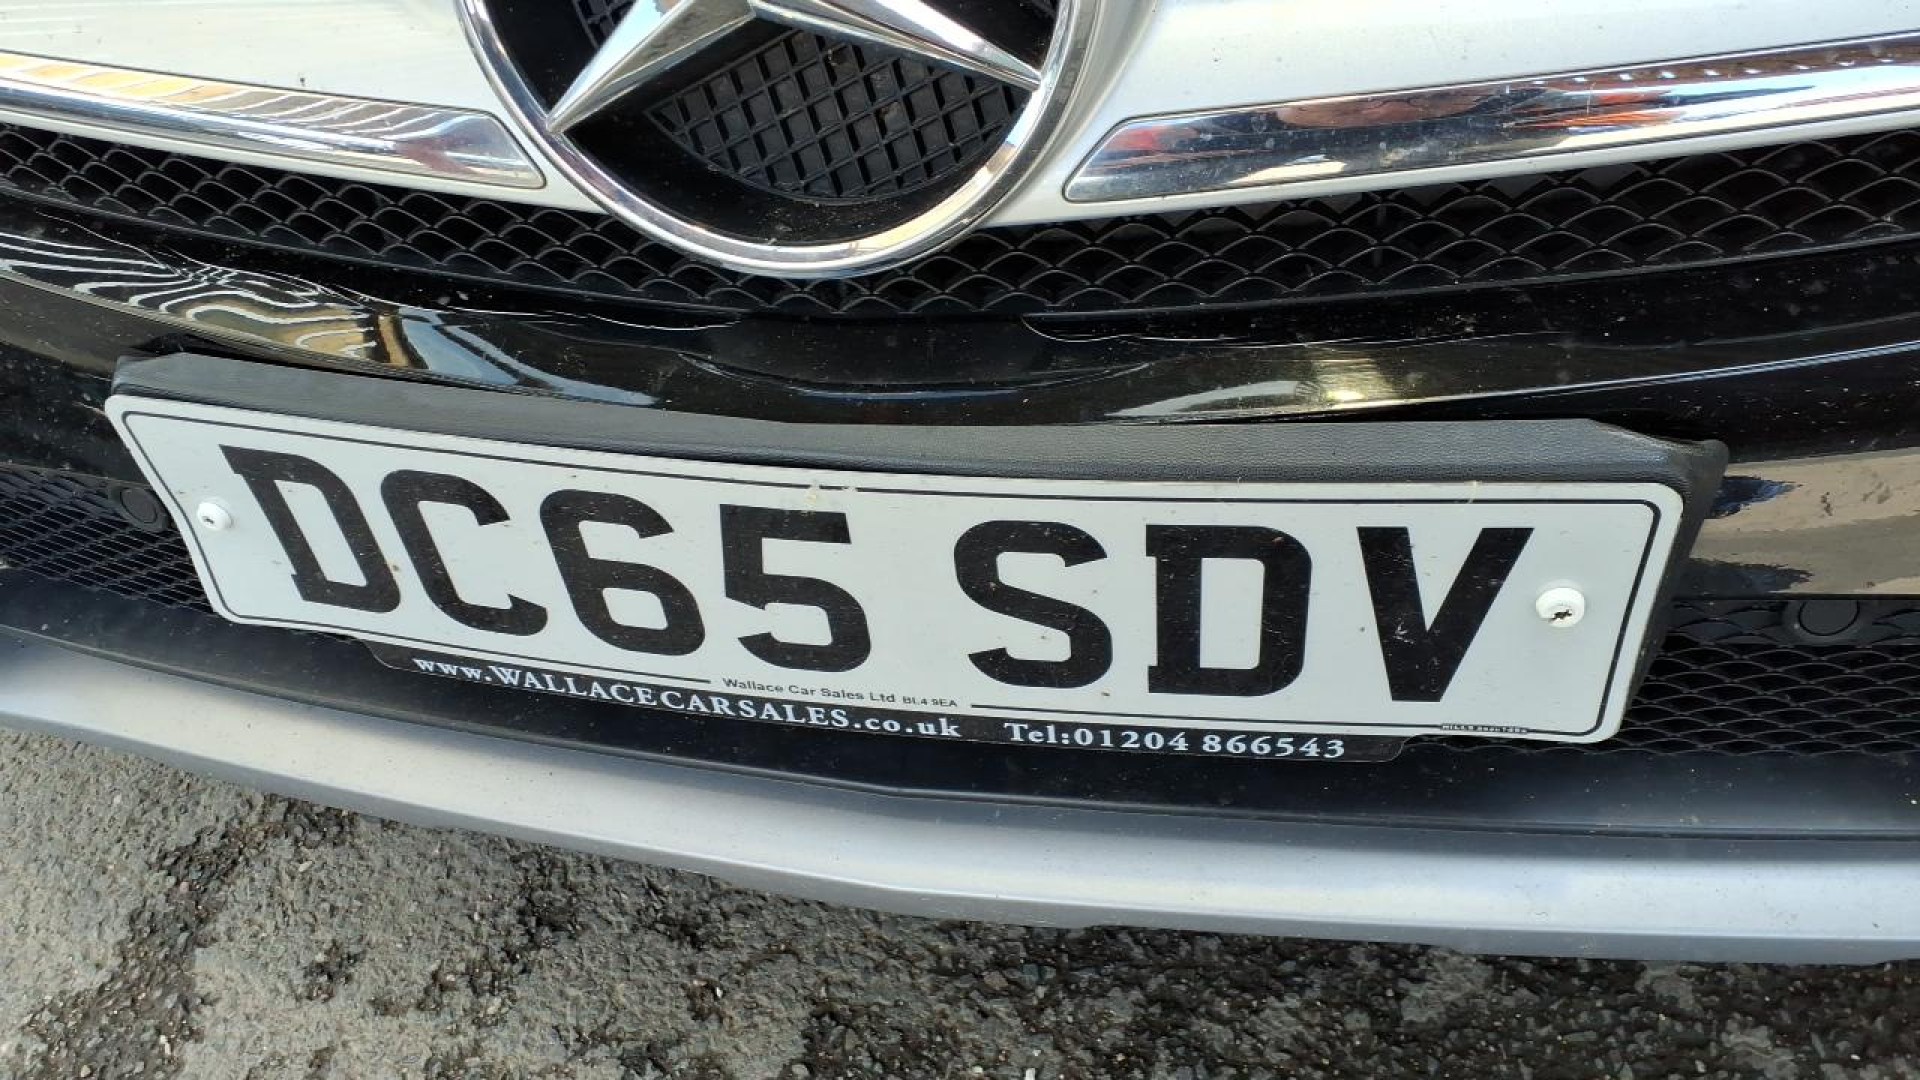 DC65 SDV
Wallace Car Sales Ltd BL4 9EA
www.WALLACECARSALES.co.uk Tel:01204 866543